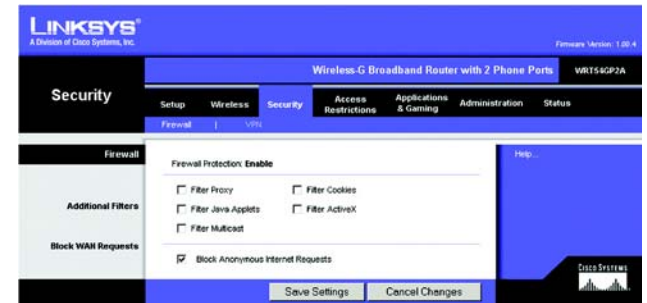 LINKSYS®
A Division of Cisco Systems, Inc.
Firmware Version: 1.00.4
Wireless-G Broadband Router with 2 Phone Ports WRT54GP2A
Security
Setup Wireless Security Access Restrictions Applications & Gaming Administration Status
Firewall | VPN
Firewall
Firewall Protection: Enable
Help...
Additional Filters
Filter Proxy Filter Cookies
Filter Java Applets Filter ActiveX
Filter Multicast
Block WAN Requests
Block Anonymous Internet Requests
Save Settings Cancel Changes
CISCO SYSTEMS